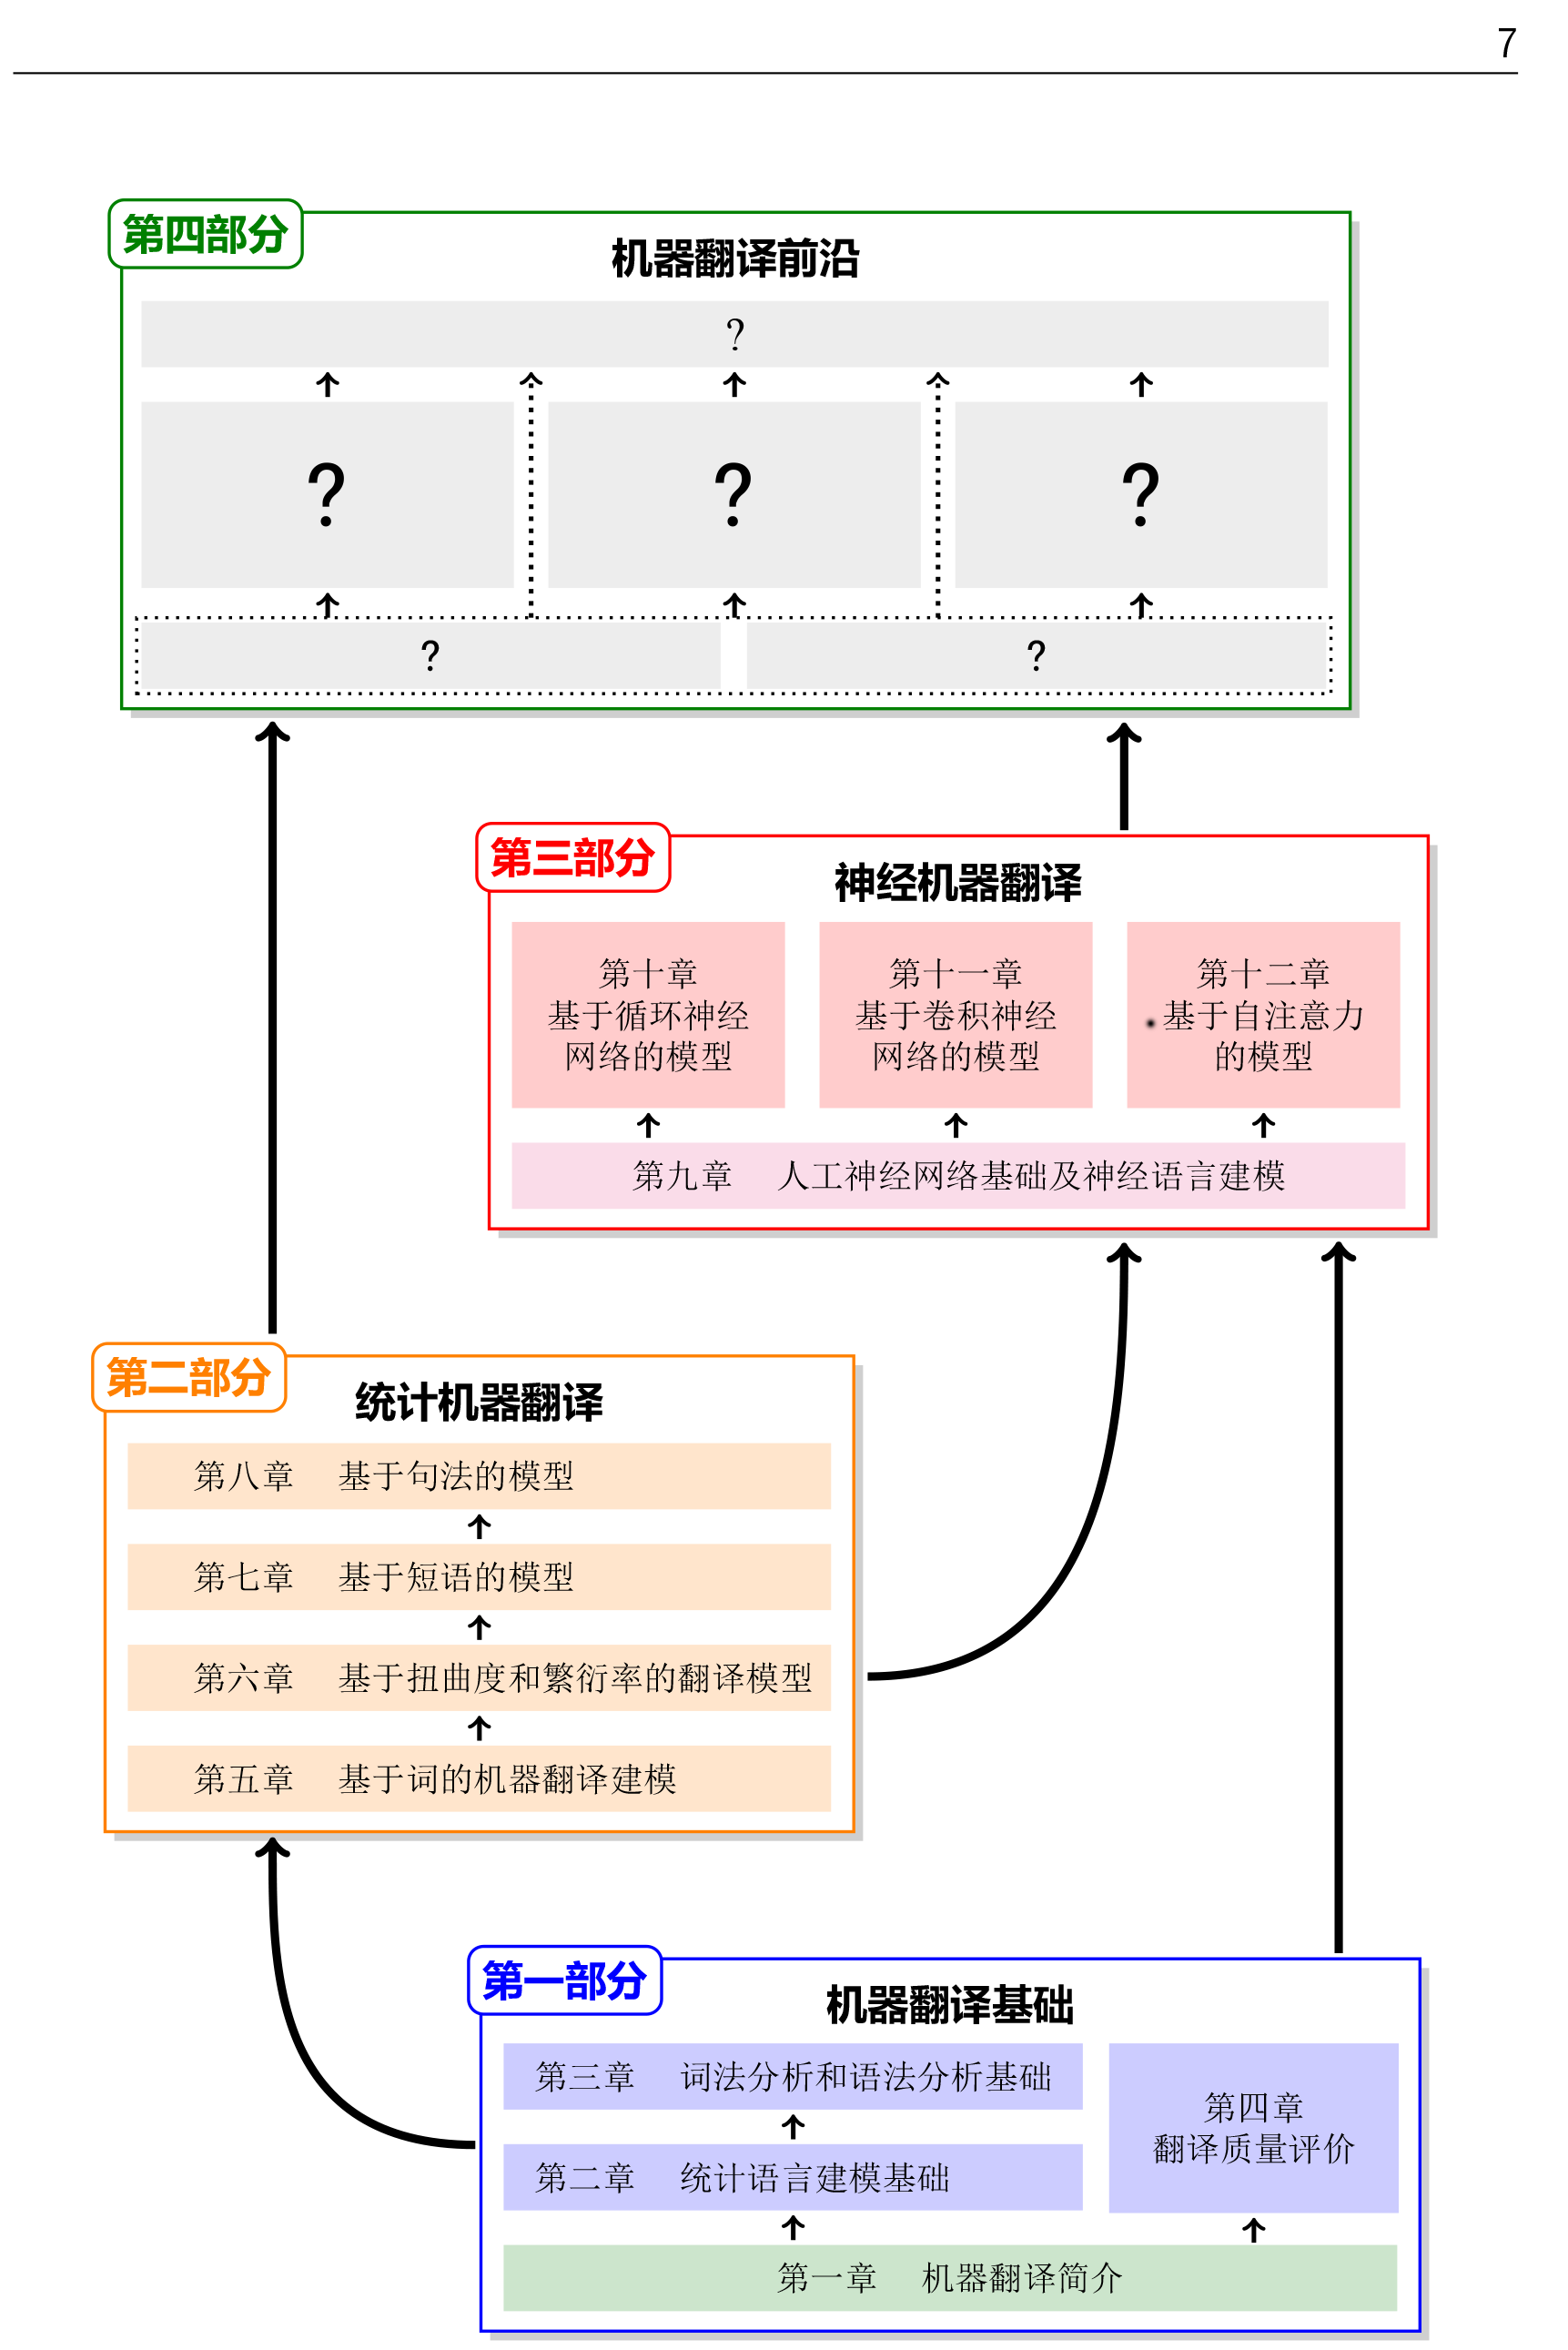 7
第四部分
机器翻译前沿
?
? ? ?
? ?
第三部分
神经机器翻译
第十章
基于循环神经
网络的模型
第十一章
基于卷积神经
网络的模型
第十二章
基于自注意力
的模型
第九章 人工神经网络基础及神经语言建模
第二部分
统计机器翻译
第八章 基于句法的模型
第七章 基于短语的模型
第六章 基于扭曲度和繁衍率的翻译模型
第五章 基于词的机器翻译建模
第一部分
机器翻译基础
第三章 词法分析和语法分析基础
第四章
翻译质量评价
第二章 统计语言建模基础
第一章 机器翻译简介